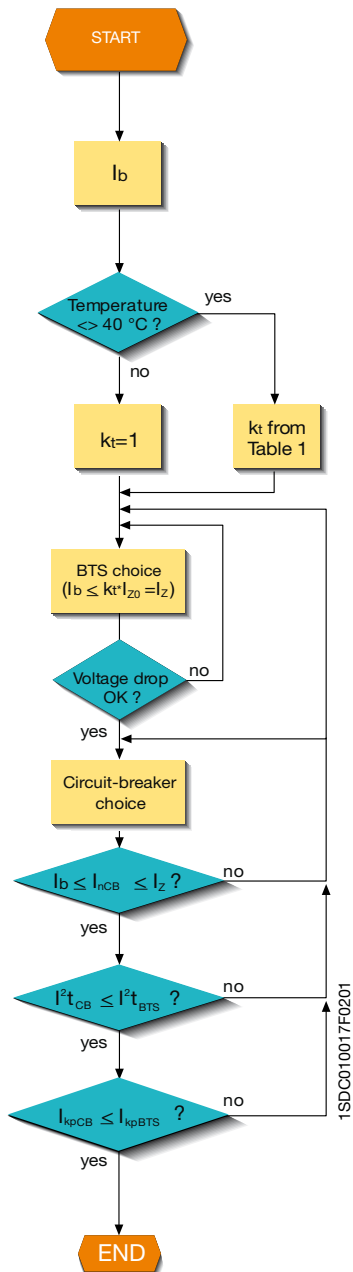 START
Ib
Temperature
<> 40 °C ?
yes
no
kt=1
kt from
Table 1
BTS choice
(Ib ≤ kt*IZ0 =IZ)
Voltage drop
OK ?
no
yes
Circuit-breaker
choice
Ib ≤ InCB ≤ IZ ?
no
yes
I²tCB ≤ I²tBTS ?
no
yes
IkpCB ≤ IkpBTS ?
no
yes
END
1SDC010017F0201